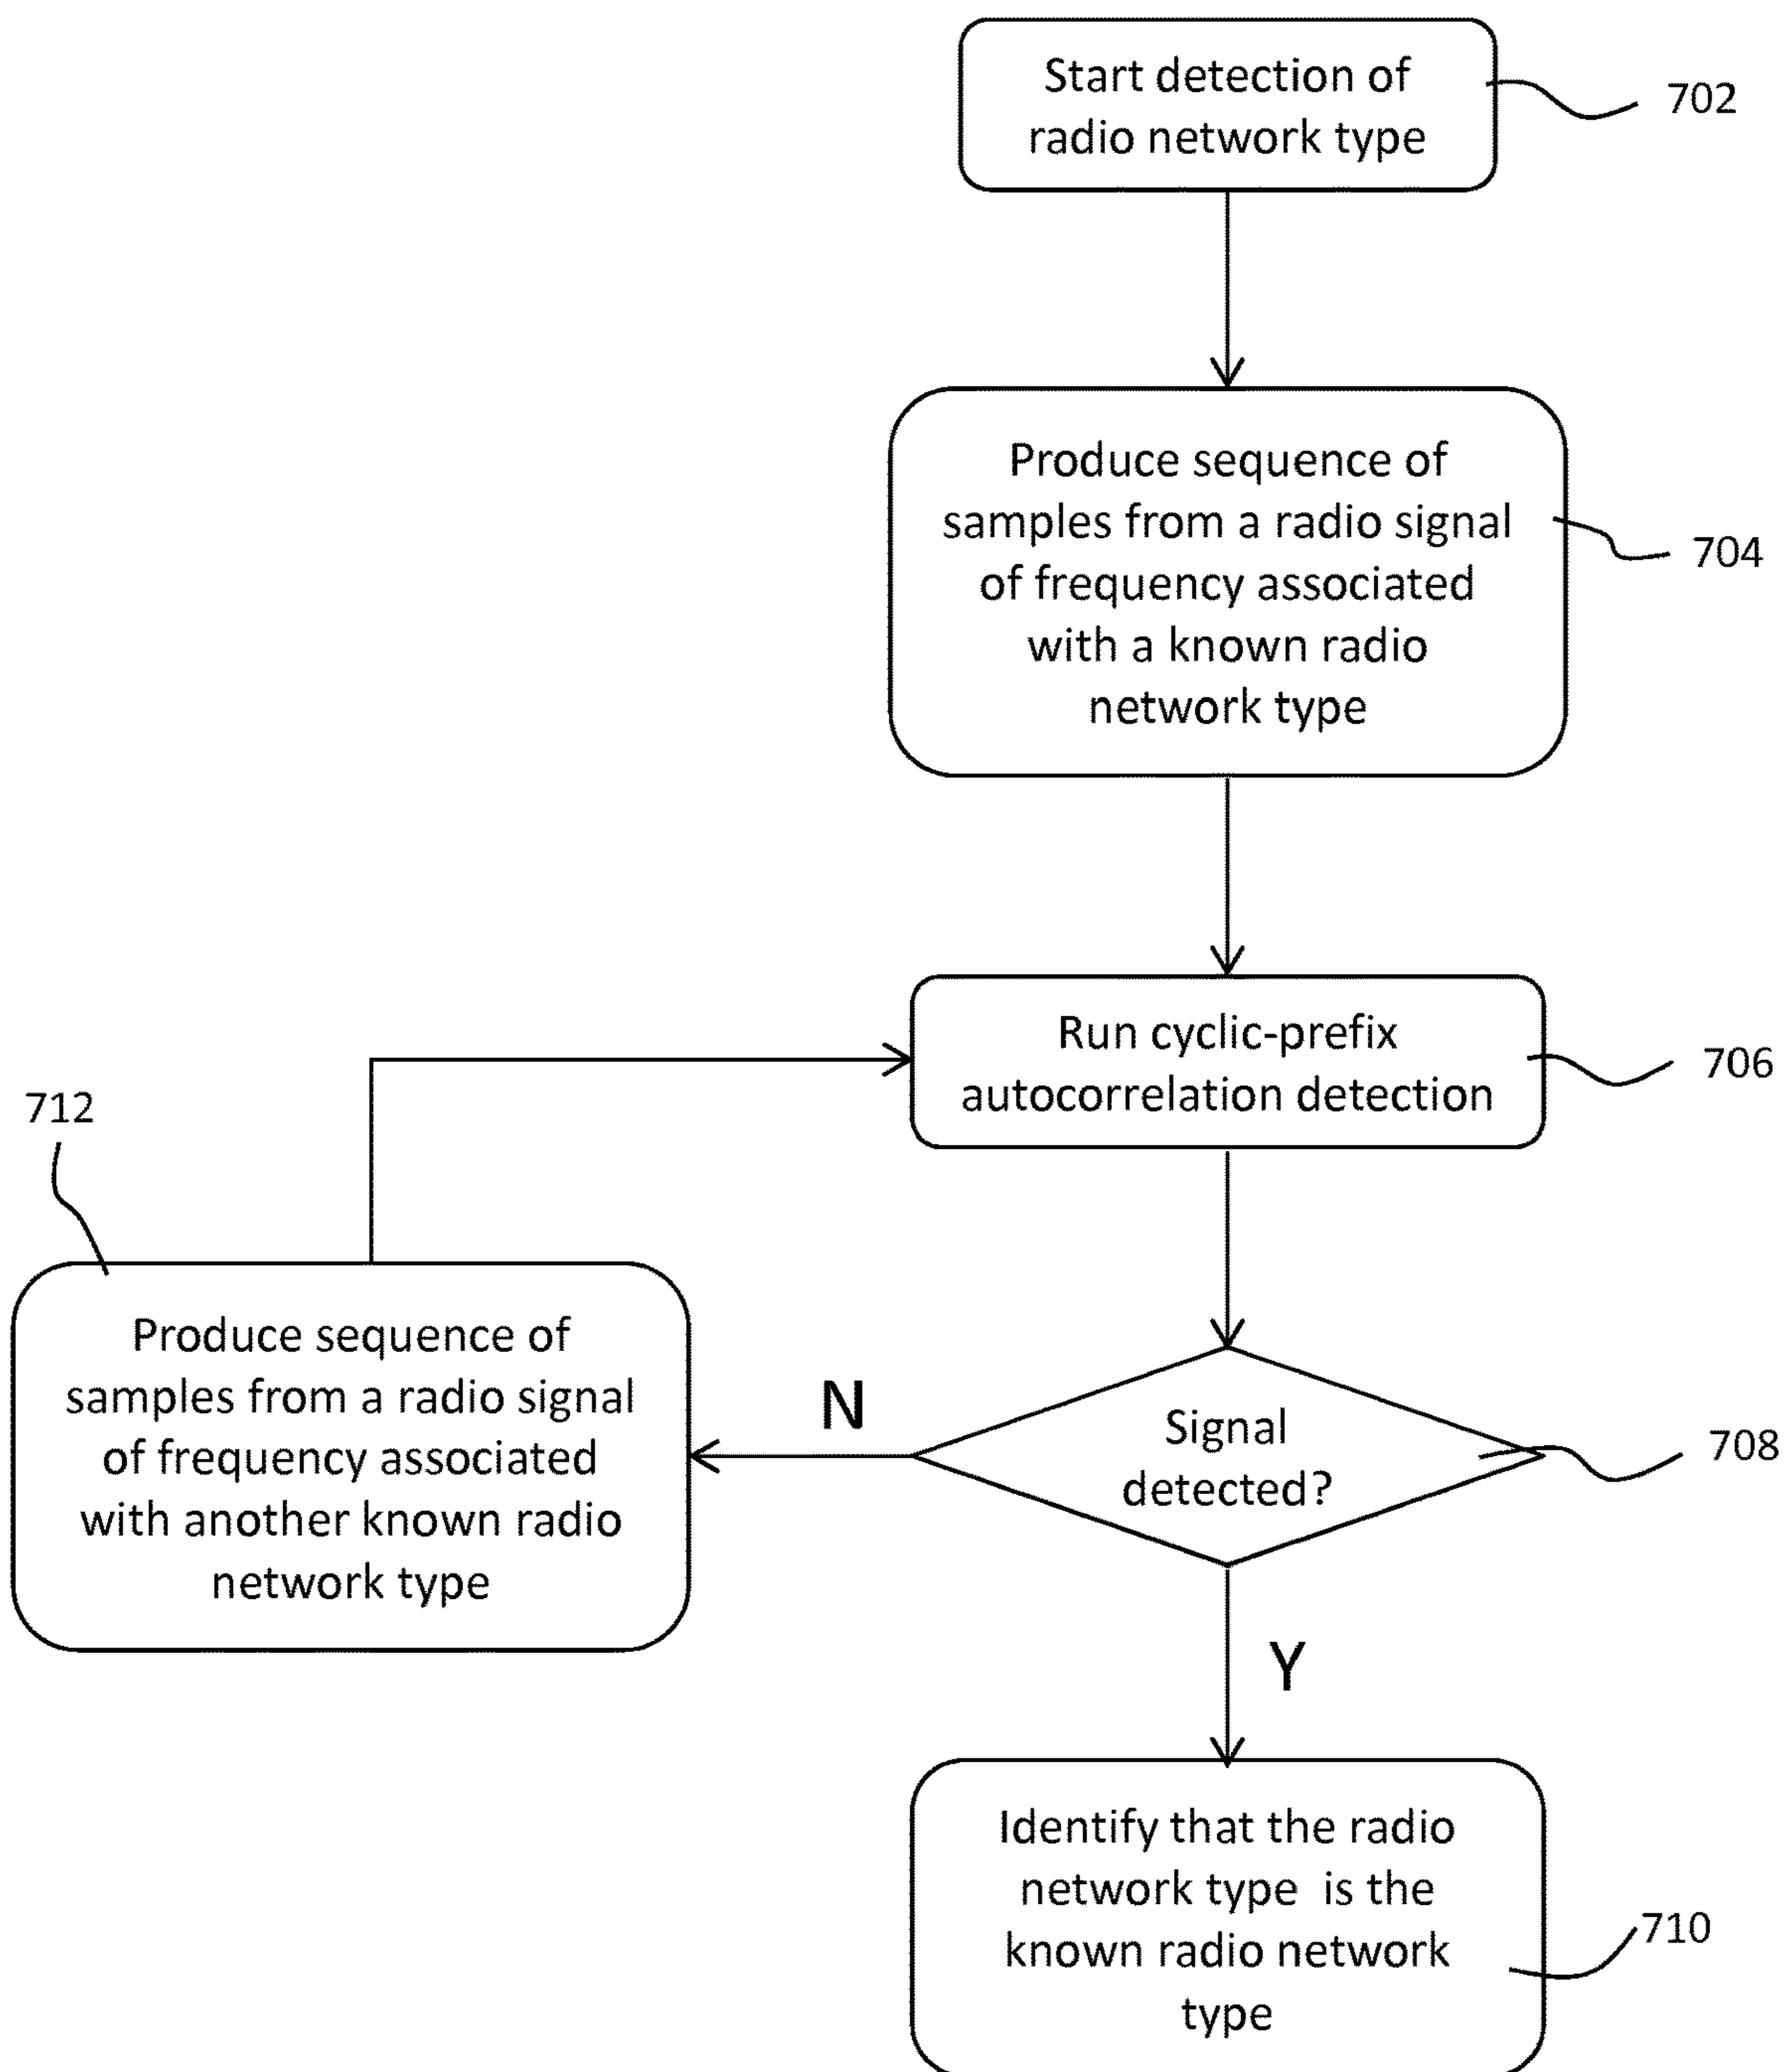 Start detection of
radio network type
702
Produce sequence of
samples from a radio signal
of frequency associated
with a known radio
network type
704
Run cyclic-prefix
autocorrelation detection
706
712
Produce sequence of
samples from a radio signal
of frequency associated
with another known radio
network type
N
Signal
detected?
708
Y
Identify that the radio
network type is the
known radio network
type
710